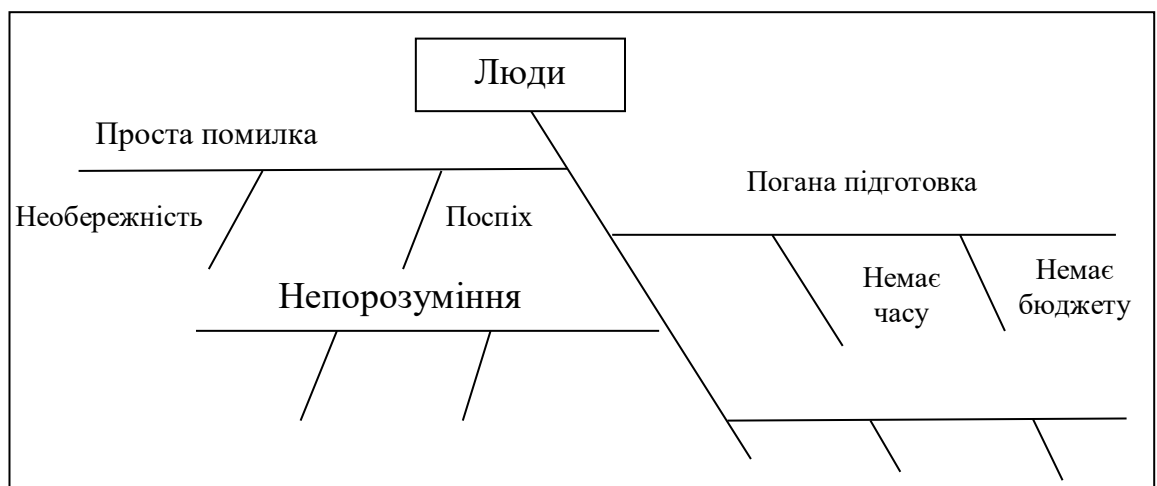 Люди
Проста помилка
Погана підготовка
Необережність
Поспіх
Немає
часу
Немає
бюджету
Непорозуміння